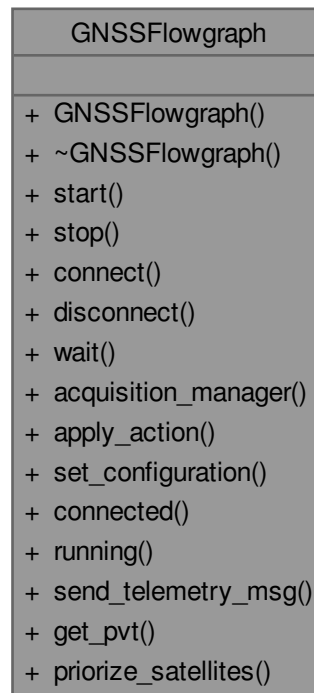 GNSSFlowgraph
+ GNSSFlowgraph()
+ ~GNSSFlowgraph()
+ start()
+ stop()
+ connect()
+ disconnect()
+ wait()
+ acquisition_manager()
+ apply_action()
+ set_configuration()
+ connected()
+ running()
+ send_telemetry_msg()
+ get_pvt()
+ priorize_satellites()